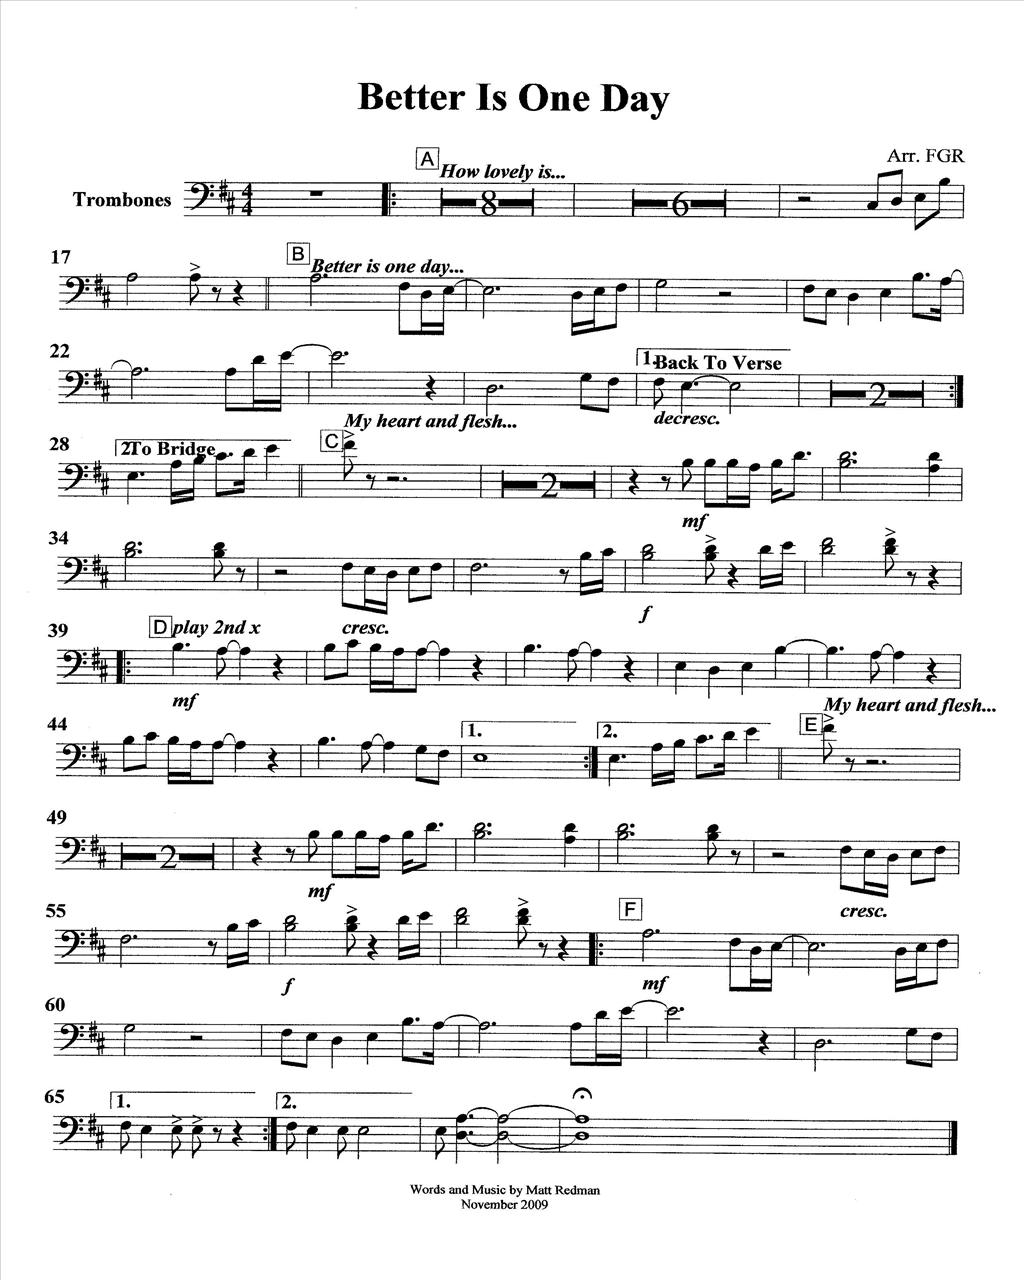 Better Is One Day
Arr. FGR
A How lovely is...
Trombones 4 4 8 6
17 B Better is one day...
22 1. Back To Verse
2
decresc.
My heart and flesh...
28 2. To Bridge C
2
mf
34
f
39 D play 2nd x cresc.
mf
My heart and flesh...
44 1. 2. E
49
2
mf
cresc.
55 F
f mf
60
65 1. 2.
Words and Music by Matt Redman
November 2009